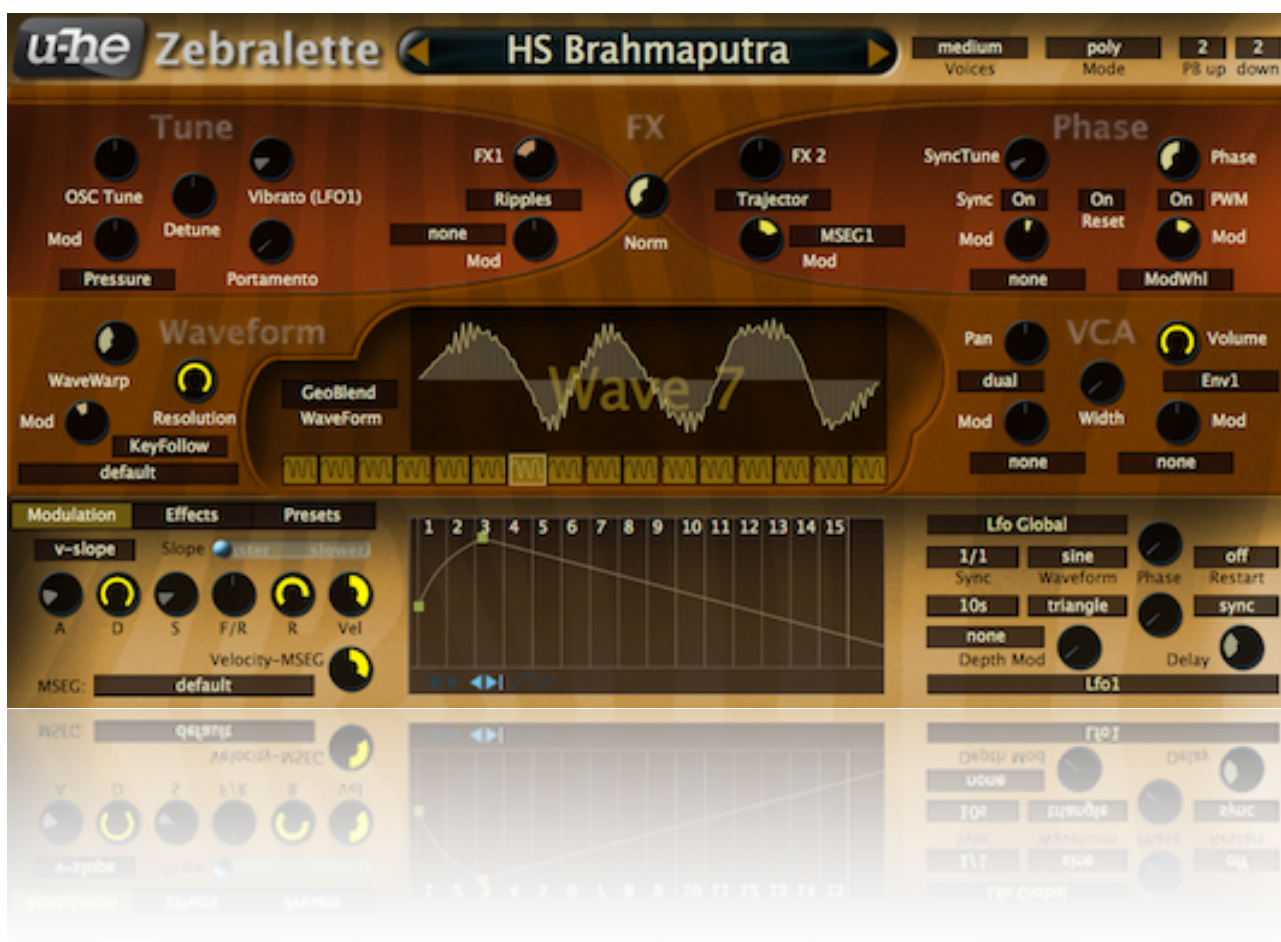 u-he Zebralette HS Brahmaputra medium poly 2 2
Voices Mode PB up down
Tune FX Phase
FX1 FX 2 SyncTune Phase
OSC Tune Vibrato (LFO1) Ripples Trajector Sync On On On PWM
Detune none Norm MSEG1 Reset
Mod Mod Mod Mod Mod
Pressure Portamento none ModWhl
Waveform Pan VCA Volume
WaveWarp GeoBlend Wave 7 dual Env1
Mod Resolution WaveForm Mod Width Mod
KeyFollow
default none none
Modulation Effects Presets 1 2 3 4 5 6 7 8 9 10 11 12 13 14 15 Lfo Global
v-slope Slope slower 1/1 sine off
Sync Waveform Phase Restart
A D S F/R R Vel 10s triangle sync
none
Velocity-MSEG Depth Mod Delay
MSEG: default Lfo1